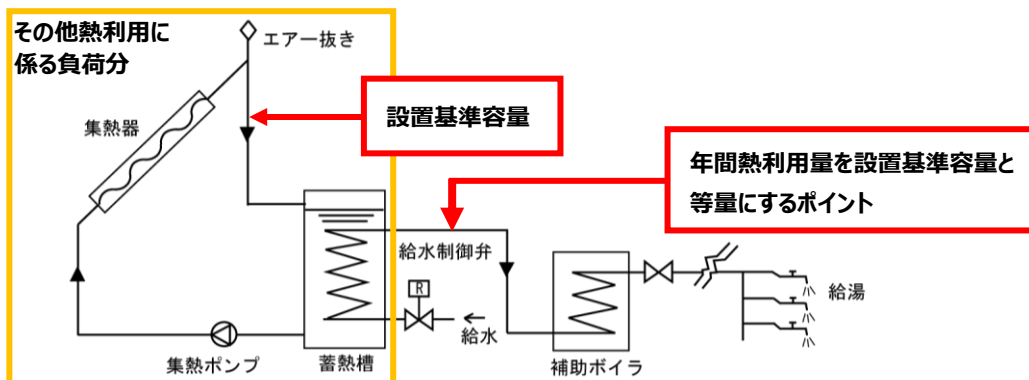 その他熱利用に
係る負荷分
エアー抜き
設置基準容量
集熱器
年間熱利用量を設置基準容量と
等量にするポイント
給水制御弁
R
給湯
給水
集熱ポンプ
蓄熱槽
補助ボイラ